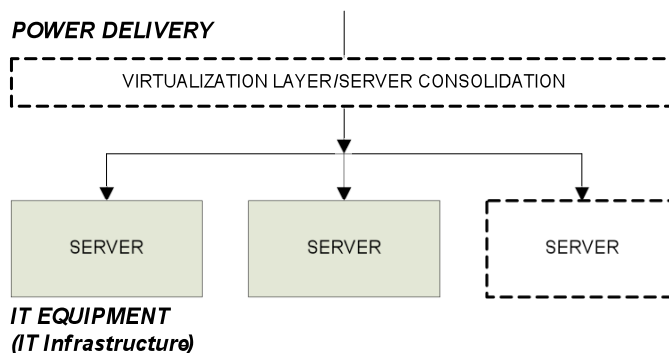 POWER DELIVERY
VIRTUALIZATION LAYER/SERVER CONSOLIDATION
SERVER
SERVER
SERVER
IT EQUIPMENT
(IT Infrastructure)